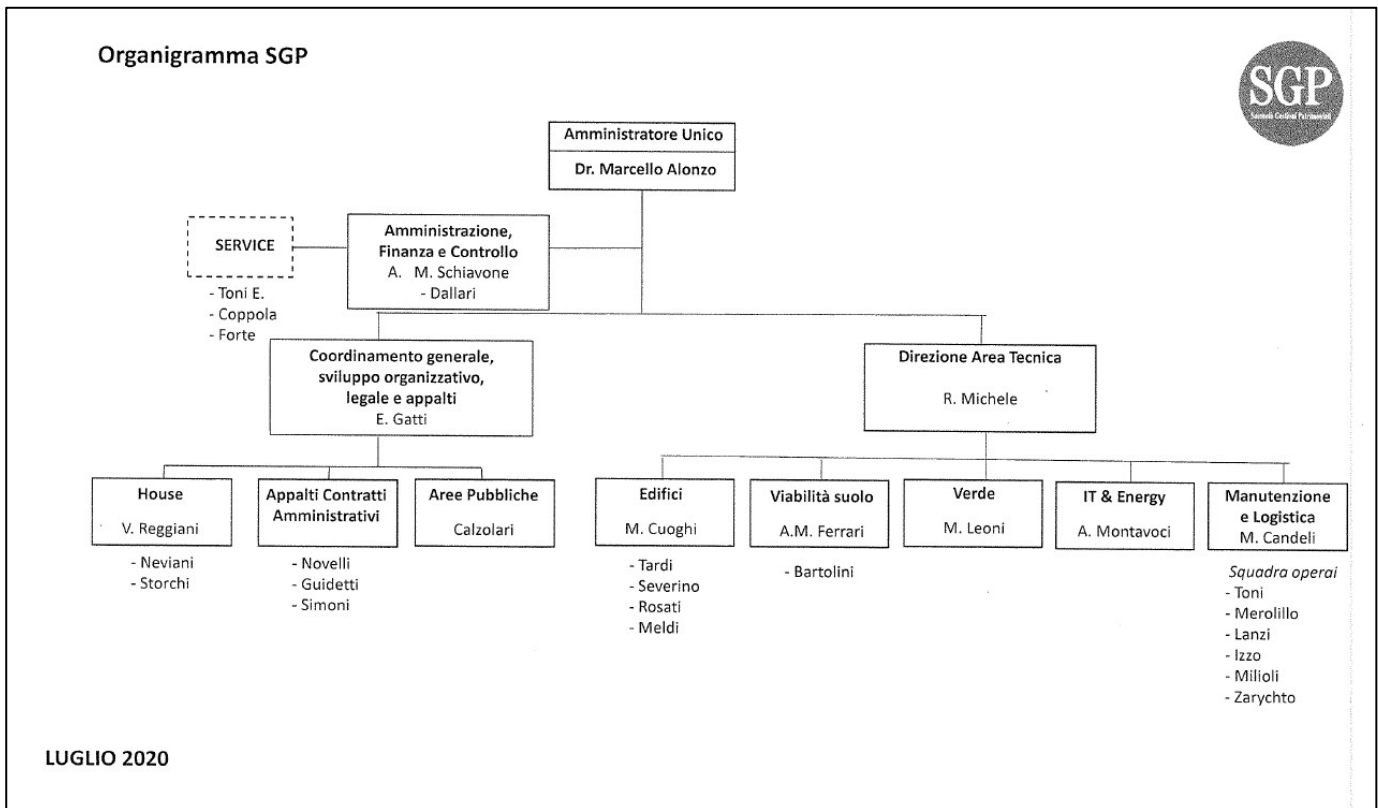 Organigramma SGP
SGP
Sassuolo Gestioni Patrimoniali
Amministratore Unico
Dr. Marcello Alonzo
SERVICE
- Toni E.
- Coppola
- Forte
Amministrazione,
Finanza e Controllo
A. M. Schiavone
- Dallari
Coordinamento generale,
sviluppo organizzativo,
legale e appalti
E. Gatti
Direzione Area Tecnica
R. Michele
House
V. Reggiani
- Neviani
- Storchi
Appalti Contratti
Amministrativi
- Novelli
- Guidetti
- Simoni
Aree Pubbliche
Calzolari
Edifici
M. Cuoghi
- Tardi
- Severino
- Rosati
- Meldi
Viabilità suolo
A.M. Ferrari
- Bartolini
Verde
M. Leoni
IT & Energy
A. Montavoci
Manutenzione
e Logistica
M. Candeli
Squadra operai
- Toni
- Merolillo
- Lanzi
- Izzo
- Milioli
- Zarychto
LUGLIO 2020